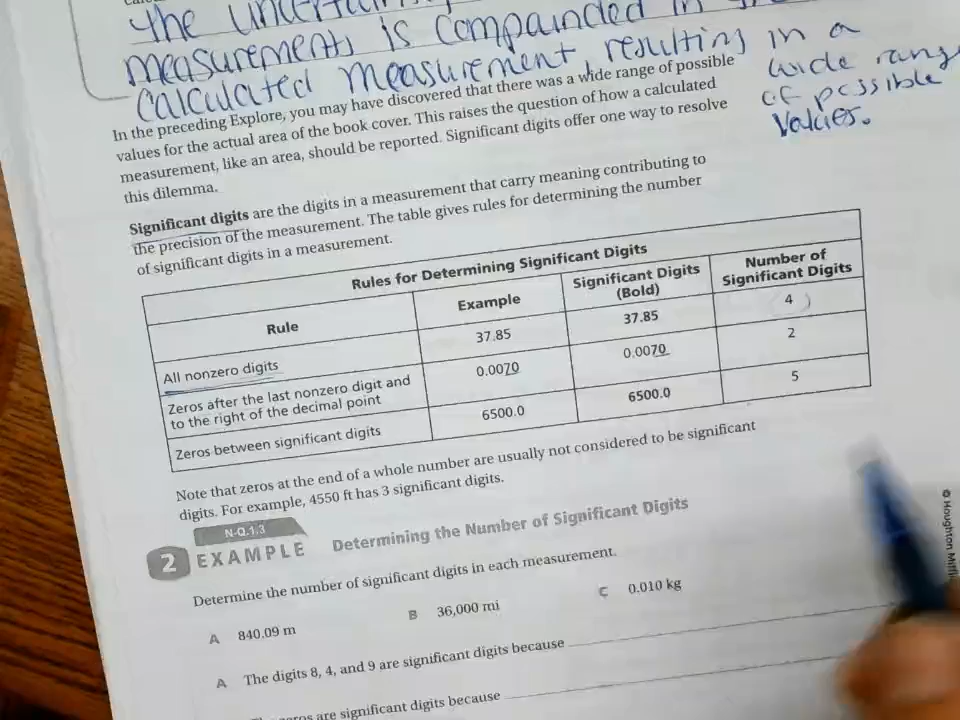 the uncertain
measurements is compounded in
calculated measurement, resulting in a
wide range
of possible
values.
In the preceding Explore, you may have discovered that there was a wide range of possible
values for the actual area of the book cover. This raises the question of how a calculated
measurement, like an area, should be reported. Significant digits offer one way to resolve
this dilemma.
Significant digits are the digits in a measurement that carry meaning contributing to
the precision of the measurement. The table gives rules for determining the number
of significant digits in a measurement.
Rules for Determining Significant Digits
Rule Example Significant Digits (Bold) Number of Significant Digits
All nonzero digits 37.85 37.85 4
Zeros after the last nonzero digit and
to the right of the decimal point 0.0070 0.0070 2
Zeros between significant digits 6500.0 6500.0 5
Note that zeros at the end of a whole number are usually not considered to be significant
digits. For example, 4550 ft has 3 significant digits.
N-Q.1.3
2 EXAMPLE Determining the Number of Significant Digits
Determine the number of significant digits in each measurement.
A 840.09 m B 36,000 mi C 0.010 kg
A The digits 8, 4, and 9 are significant digits because
zeros are significant digits because
© Houghton Miffli